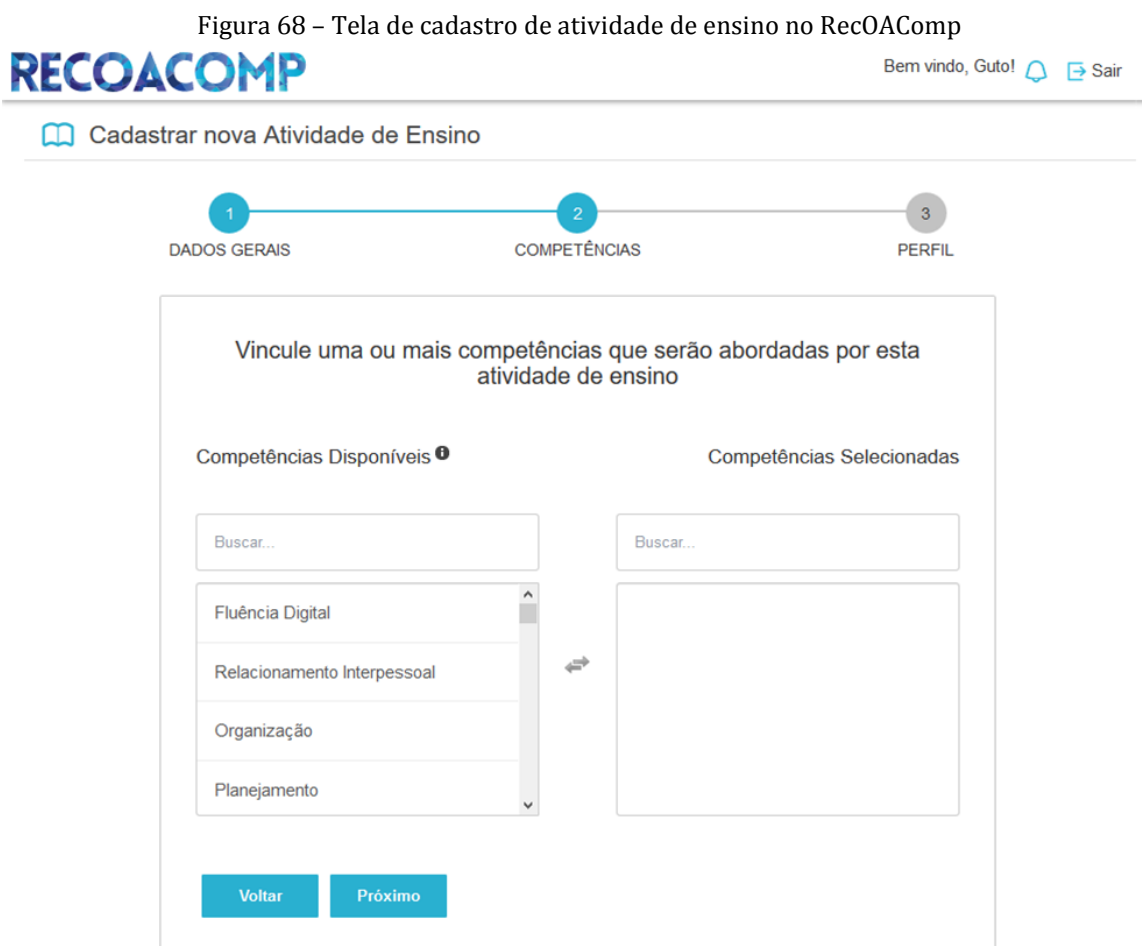 Figura 68 – Tela de cadastro de atividade de ensino no RecOAComp
RECOACOMP
Bem vindo, Guto! Sair
Cadastrar nova Atividade de Ensino
1 2 3
DADOS GERAIS COMPETÊNCIAS PERFIL
Vincule uma ou mais competências que serão abordadas por esta
atividade de ensino
Competências Disponíveis Competências Selecionadas
Buscar... Buscar...
Fluência Digital
Relacionamento Interpessoal
Organização
Planejamento
Voltar Próximo